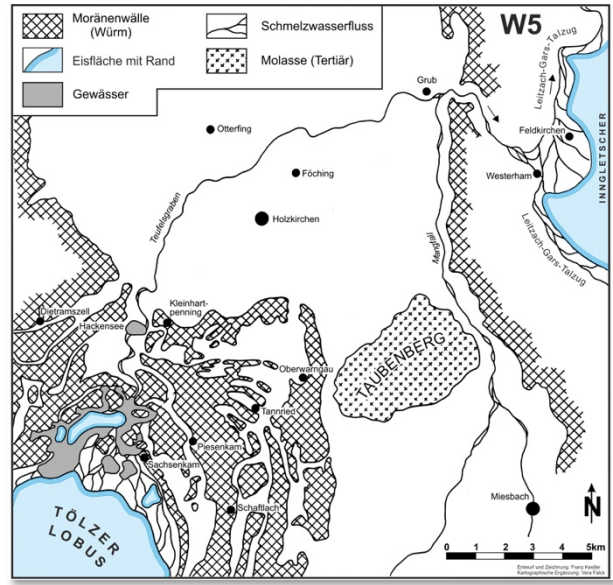 Moränenwälle
(Würm)
Schmelzwasserfluss
W5
Eisfläche mit Rand
Molasse (Tertiär)
Gewässer
Leitzach-Gars-Talzug
Grub
Otterfing
Feldkirchen
INNGLETSCHER
Föching
Westerham
Teufelsgraben
Holzkirchen
Leitzach-Gars-Talzug
Mangfall
Kleinhart-
penning
Dietramszell
Hackensee
Oberwarngau
TAUBENBERG
Tannried
Piesenkam
Sachsenkam
Schaftlach
Miesbach
N
TÖLZER
LOBUS
0 1 2 3 4 5km
Entwurf und Zeichnung: Franz Kestler
Kartographische Ergänzung: Vera Falck